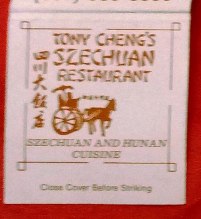 TONY CHENG'S
SZECHUAN
RESTAURANT
四川大飯店
SZECHUAN AND HUNAN
CUISINE
Close Cover Before Striking